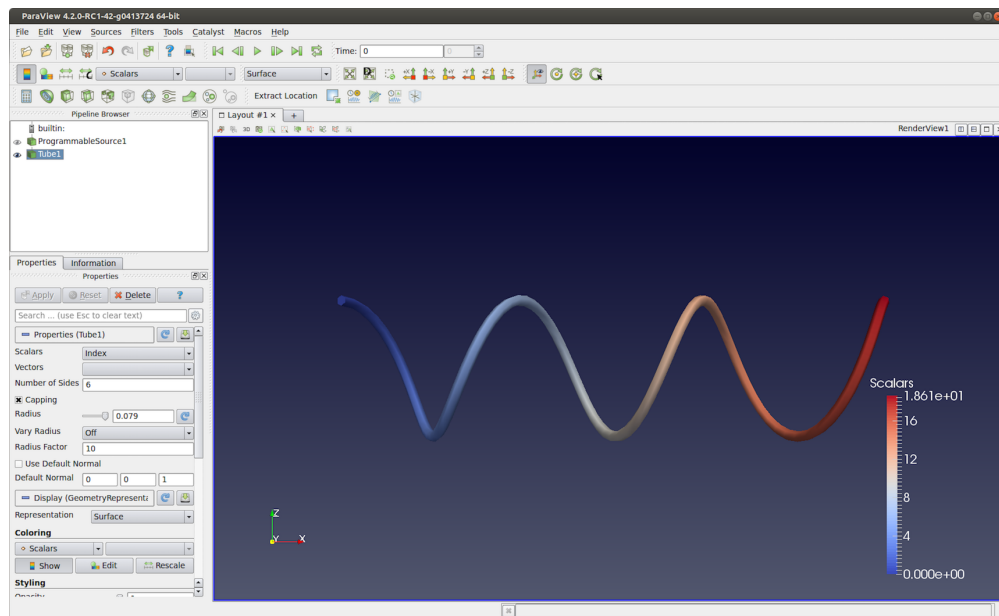 ParaView 4.2.0-RC1-42-g0413724 64-bit
File Edit View Sources Filters Tools Catalyst Macros Help
Time: 0 0
Scalars Surface
Extract Location
Pipeline Browser
builtin:
ProgrammableSource1
Tube1
Layout #1 × +
3D
RenderView1
Properties Information
Properties
Apply Reset Delete ?
Search ... (use Esc to clear text)
Properties (Tube1)
Scalars Index
Vectors
Number of Sides 6
Capping
Radius 0.079
Vary Radius Off
Radius Factor 10
Use Default Normal
Default Normal 0 0 1
Display (GeometryRepresenta
Representation Surface
Coloring
Scalars
Show Edit Rescale
Styling
Scalars
1.861e+01
16
12
8
4
0.000e+00
Z
Y X